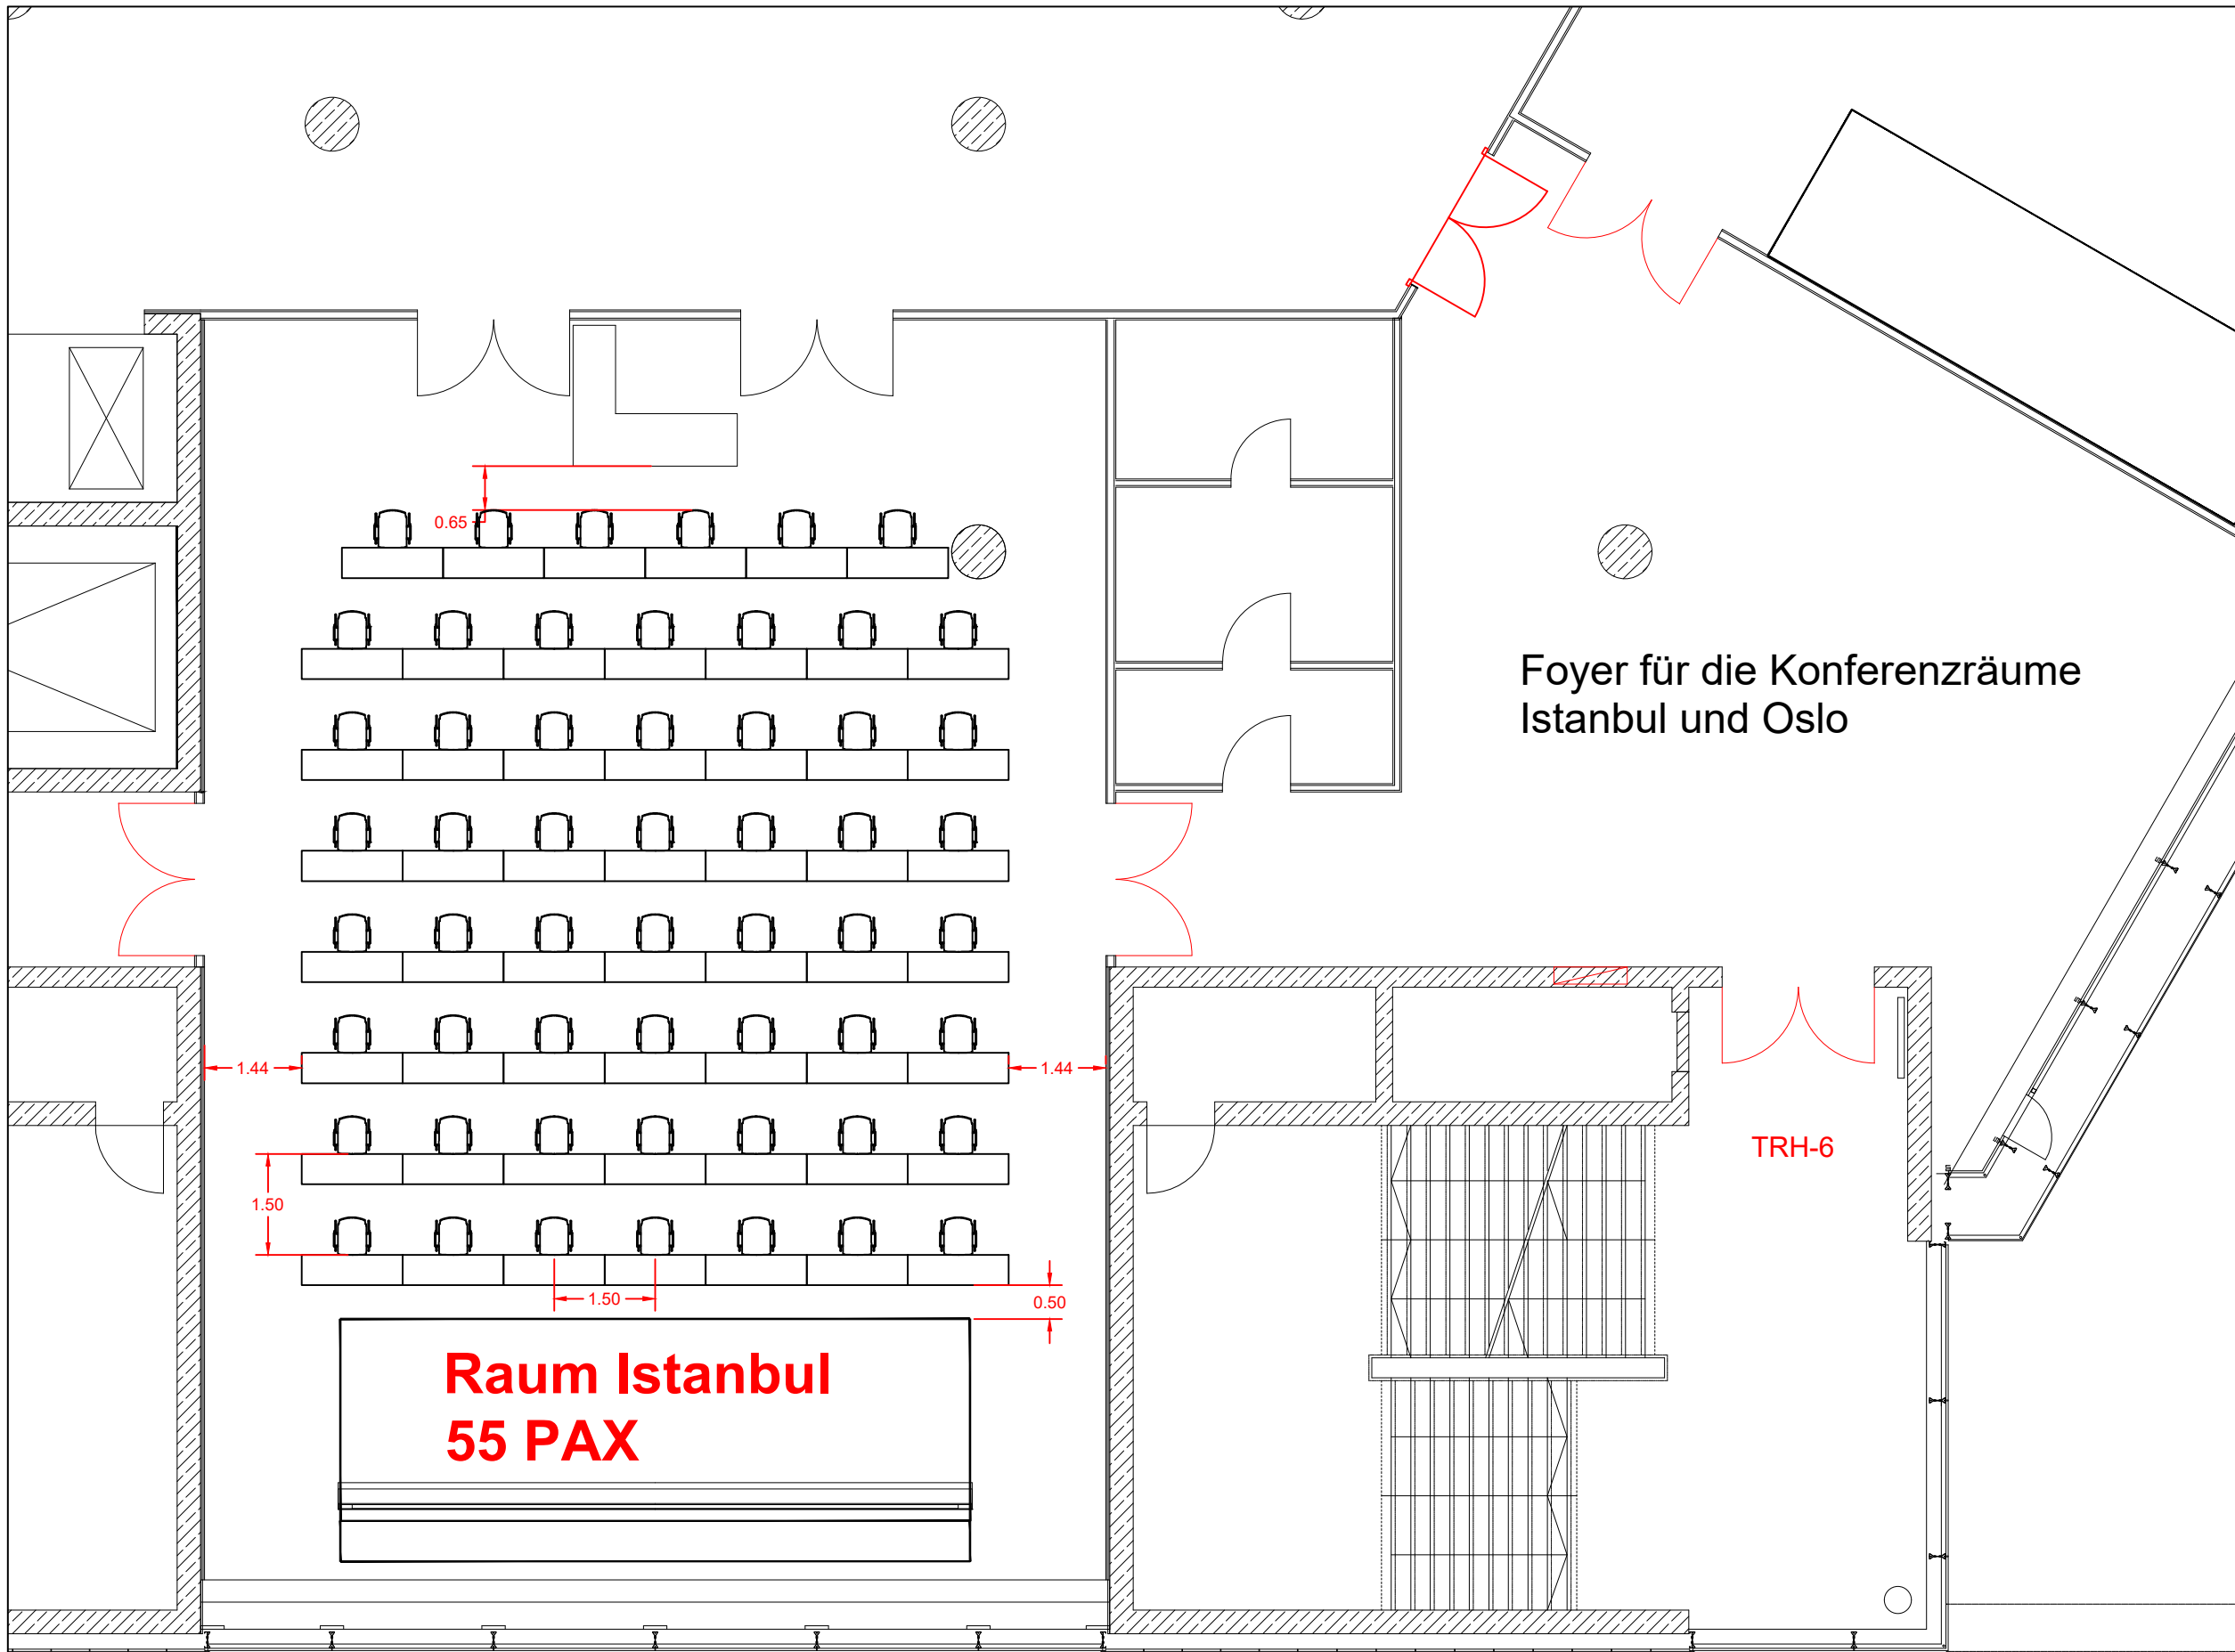 0.65
Foyer für die Konferenzräume
Istanbul und Oslo
1.44
1.44
TRH-6
1.50
1.50
0.50
Raum Istanbul
55 PAX